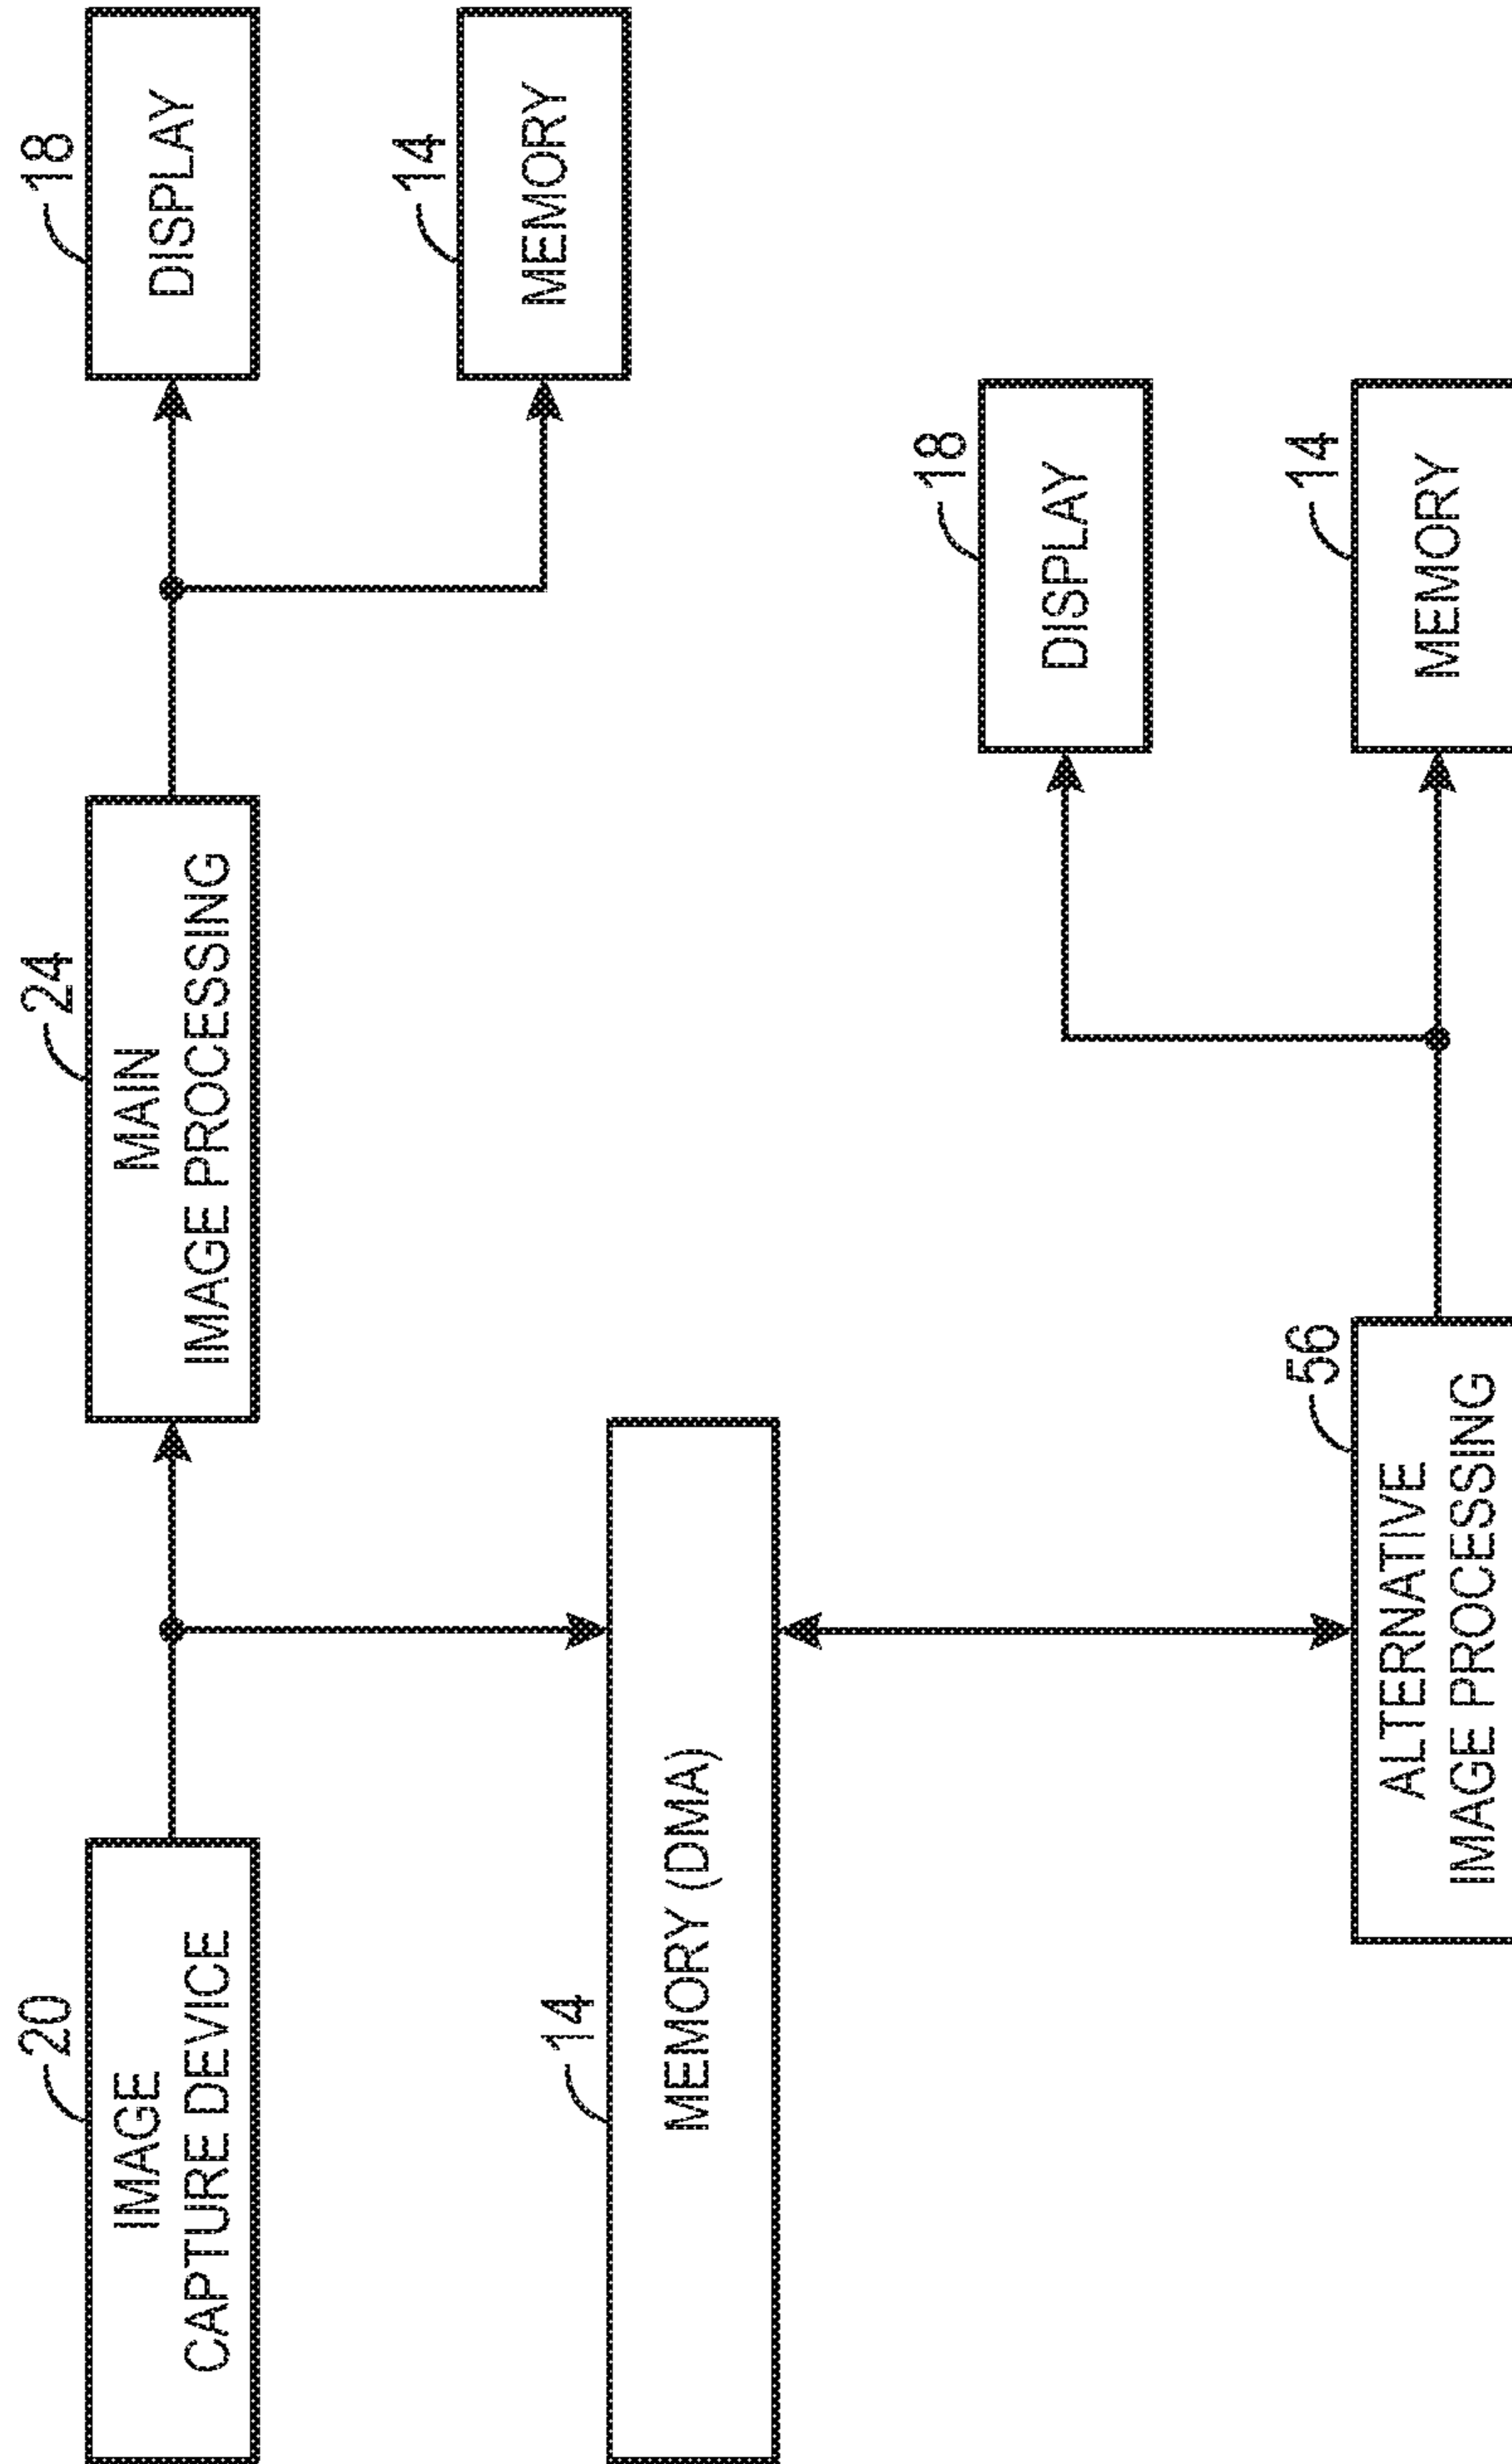 20
IMAGE
CAPTURE DEVICE
24
MAIN
IMAGE PROCESSING
18
DISPLAY
14
MEMORY
14
MEMORY (DMA)
18
DISPLAY
56
ALTERNATIVE
IMAGE PROCESSING
14
MEMORY